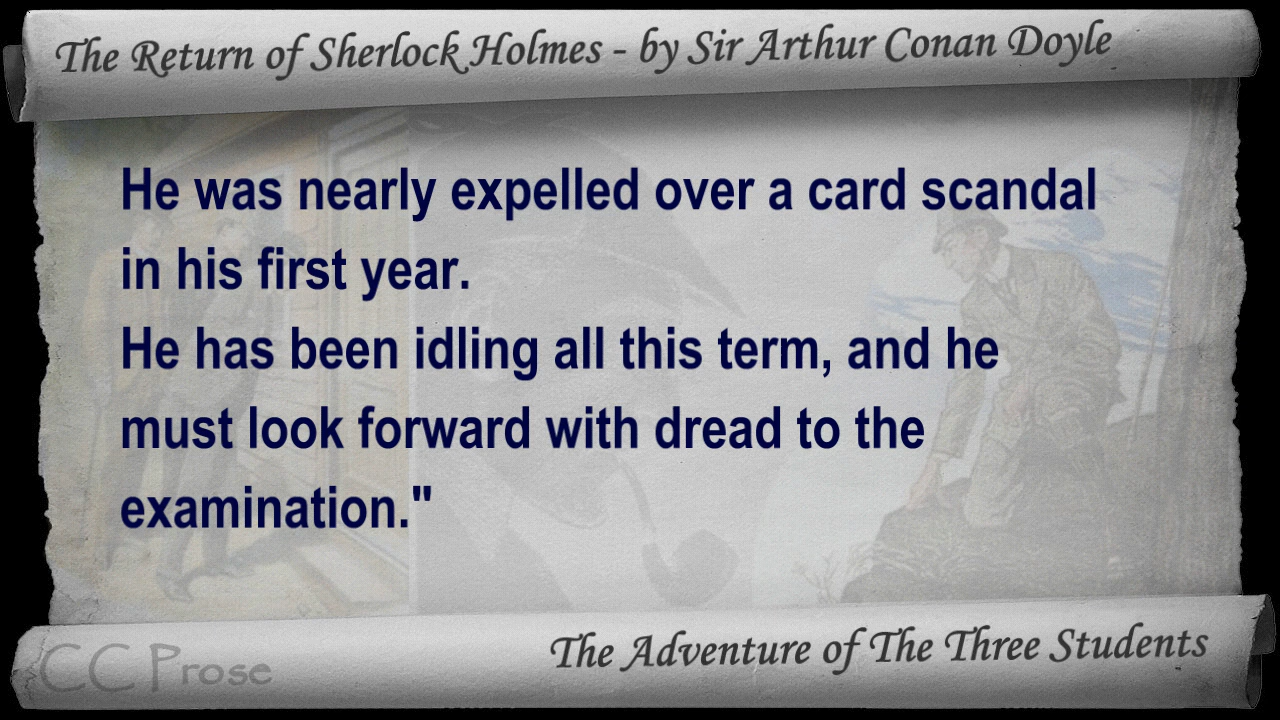 The Return of Sherlock Holmes - by Sir Arthur Conan Doyle
He was nearly expelled over a card scandal
in his first year.
He has been idling all this term, and he
must look forward with dread to the
examination."
CC Prose
The Adventure of The Three Students